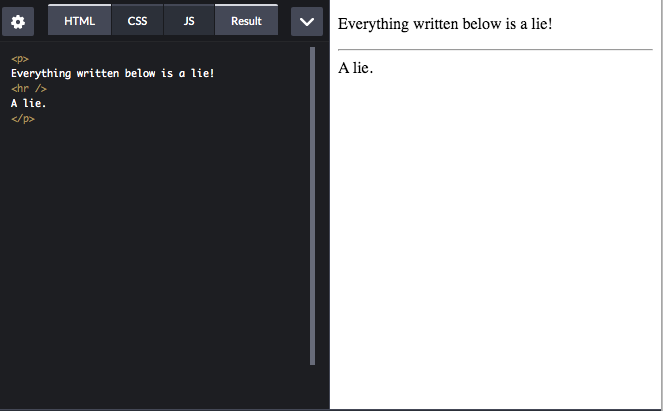 HTML CSS JS Result
<p>
Everything written below is a lie!
<hr />
A lie.
</p>
Everything written below is a lie!
A lie.